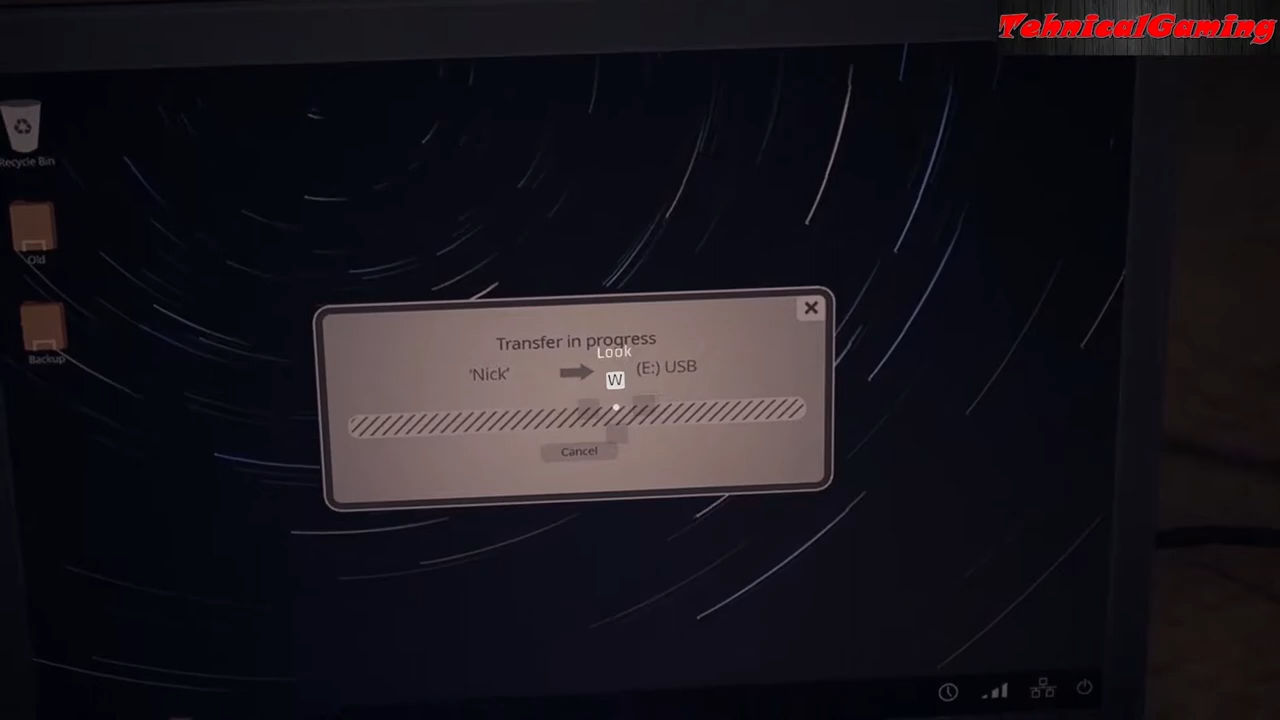 TehnicalGaming
Recycle Bin
Old
Backup
Transfer in progress
Look
'Nick'
W
(E:) USB
Cancel